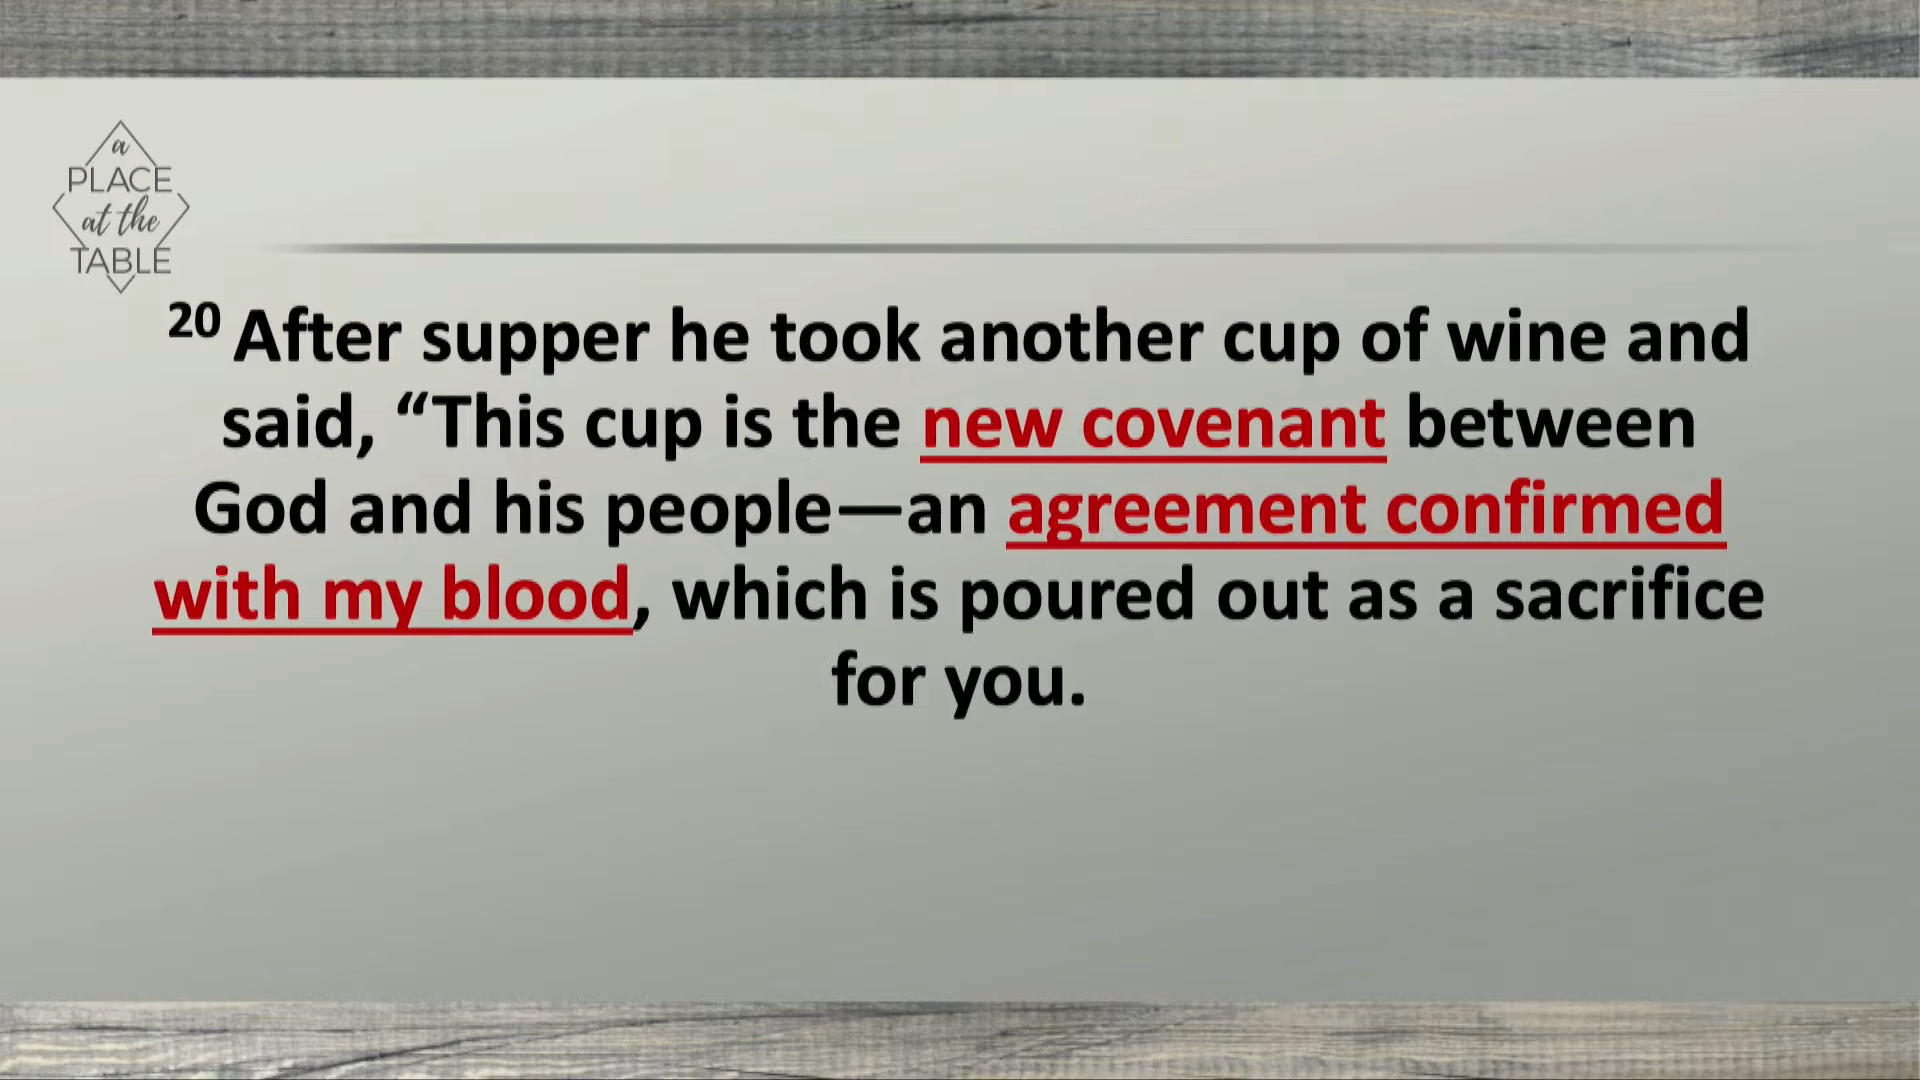 a
PLACE
at the
TABLE
20 After supper he took another cup of wine and
said, “This cup is the new covenant between
God and his people—an agreement confirmed
with my blood, which is poured out as a sacrifice
for you.